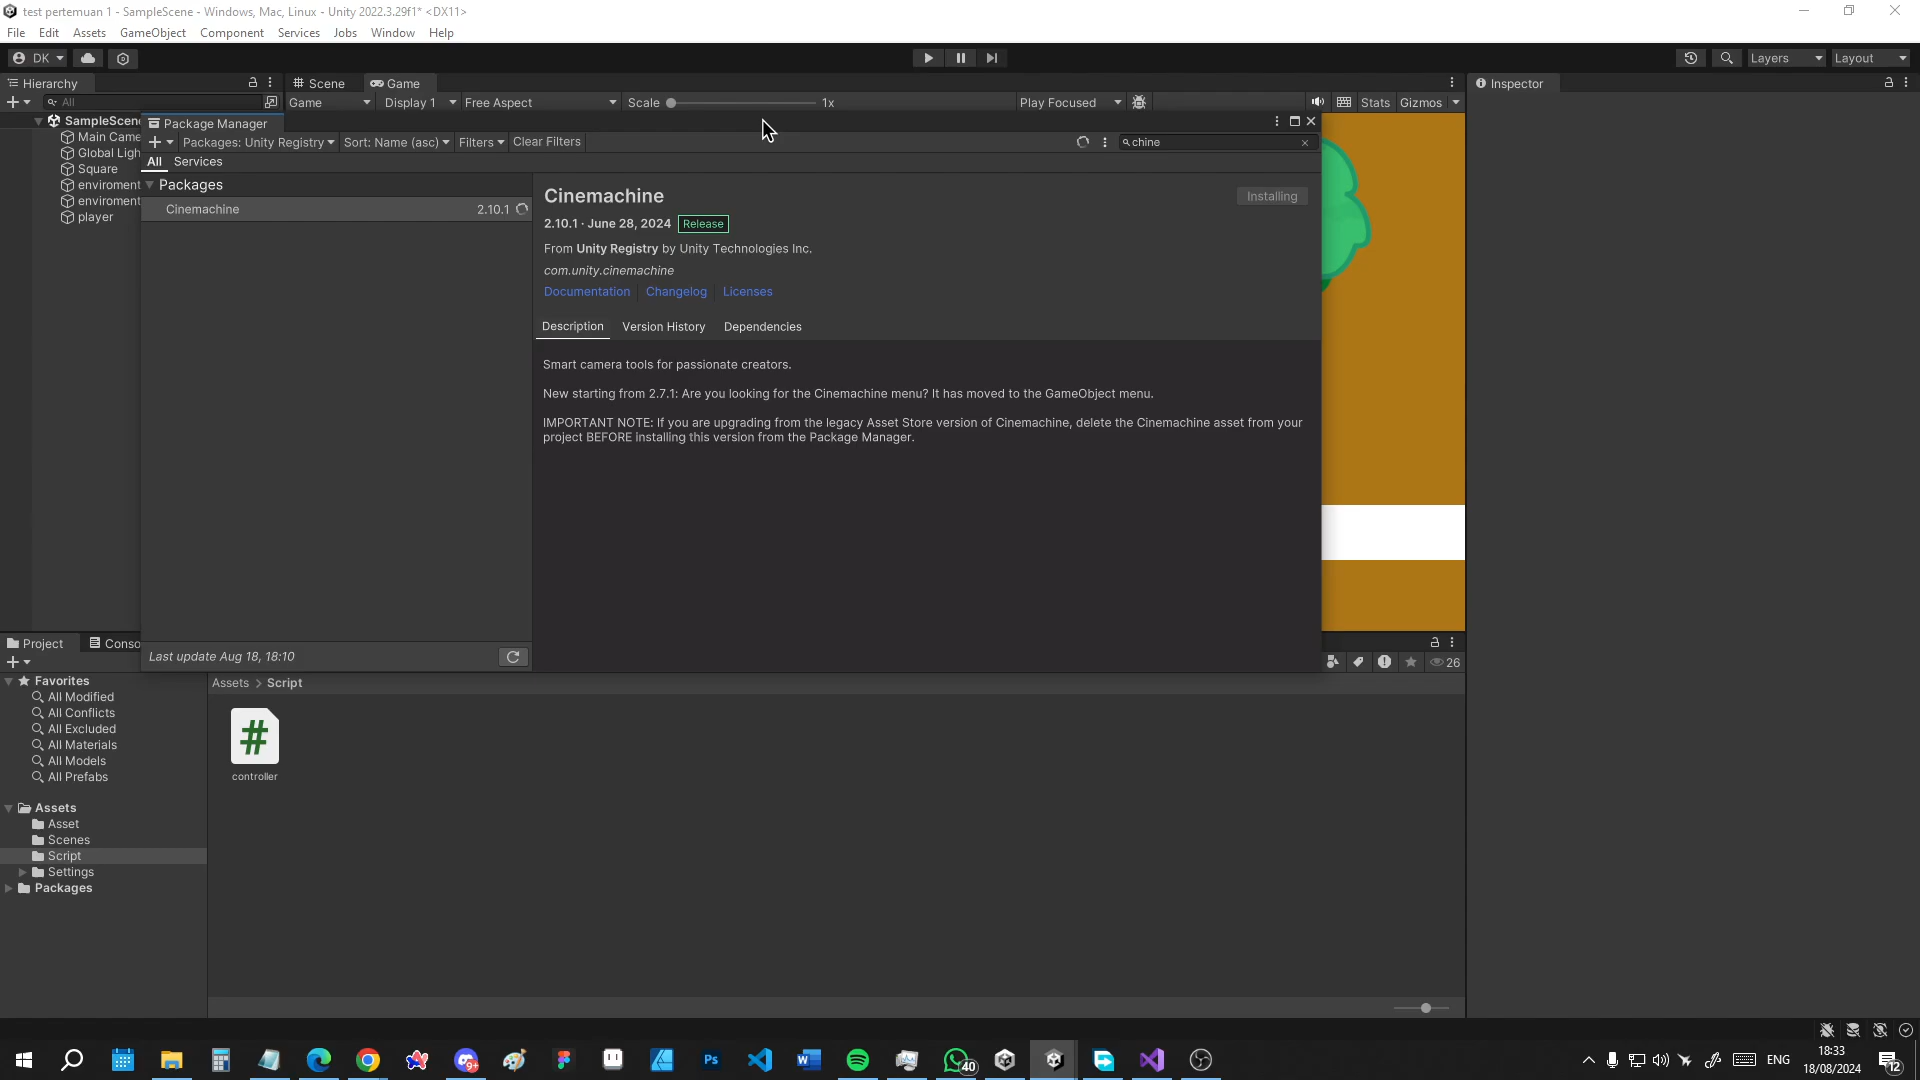 test pertemuan 1 - SampleScene - Windows, Mac, Linux - Unity 2022.3.29f1* <DX11>
File Edit Assets GameObject Component Services Jobs Window Help
DK Layers Layout
Hierarchy Scene Game Inspector
All Game Display 1 Free Aspect Scale 1x Play Focused Stats Gizmos
SampleScene
Package Manager
Main Came
Packages: Unity Registry Sort: Name (asc) Filters Clear Filters chine
Global Ligh
All Services
Square
enviroment
Packages
enviroment
player
Cinemachine 2.10.1
Cinemachine Installing
2.10.1 · June 28, 2024 Release
From Unity Registry by Unity Technologies Inc.
com.unity.cinemachine
Documentation Changelog Licenses
Description Version History Dependencies
Smart camera tools for passionate creators.
New starting from 2.7.1: Are you looking for the Cinemachine menu? It has moved to the GameObject menu.
IMPORTANT NOTE: If you are upgrading from the legacy Asset Store version of Cinemachine, delete the Cinemachine asset from your
project BEFORE installing this version from the Package Manager.
Last update Aug 18, 18:10
Project Conso
26
Favorites
All Modified
All Conflicts
All Excluded
All Materials
All Models
All Prefabs
Assets
Asset
Scenes
Script
Settings
Packages
Assets > Script
#
controller
Ps
9+
40
ENG
18:33
18/08/2024
12